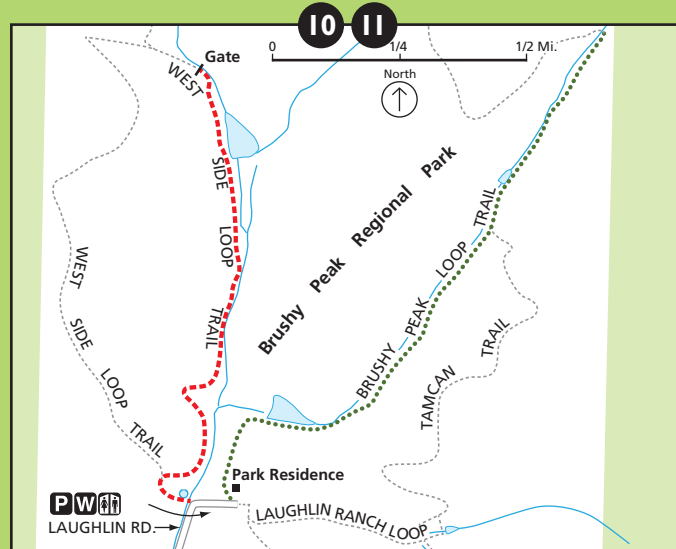 10 11
0 1/4 1/2 Mi.
Gate
North
WEST SIDE LOOP TRAIL
WEST SIDE LOOP TRAIL
Brushy Peak Regional Park
BRUSHY PEAK LOOP TRAIL
TAMCAN TRAIL
Park Residence
P W
LAUGHLIN RD.
LAUGHLIN RANCH LOOP